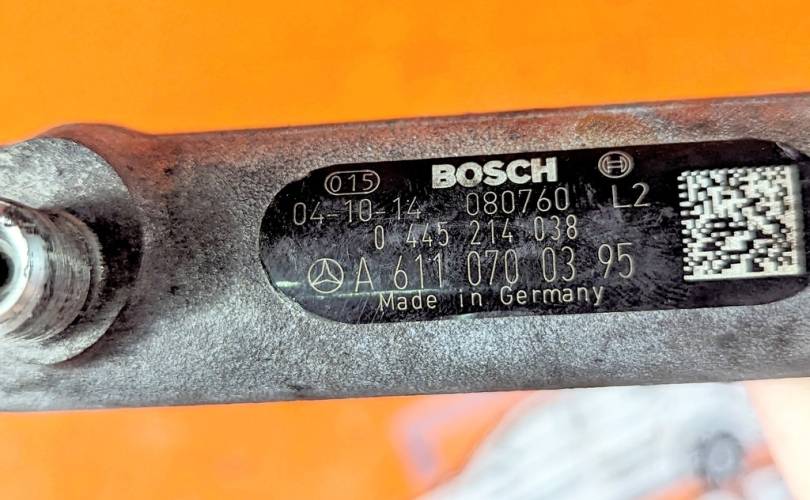 015 BOSCH
04-10-14 080760 L2
0 445 214 038
A 611 070 03 95
Made in Germany